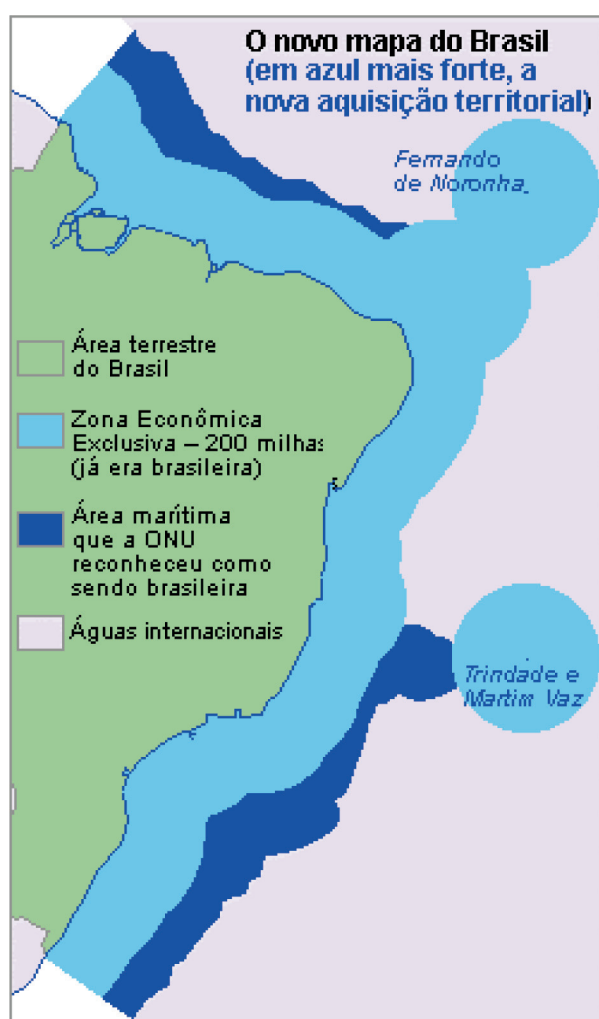 O novo mapa do Brasil
(em azul mais forte, a
nova aquisição territorial)
Fernando
de Noronha
Área terrestre
do Brasil
Zona Econômica
Exclusiva – 200 milhas
(já era brasileira)
Área marítima
que a ONU
reconheceu como
sendo brasileira
Águas internacionais
Trindade e
Martim Vaz